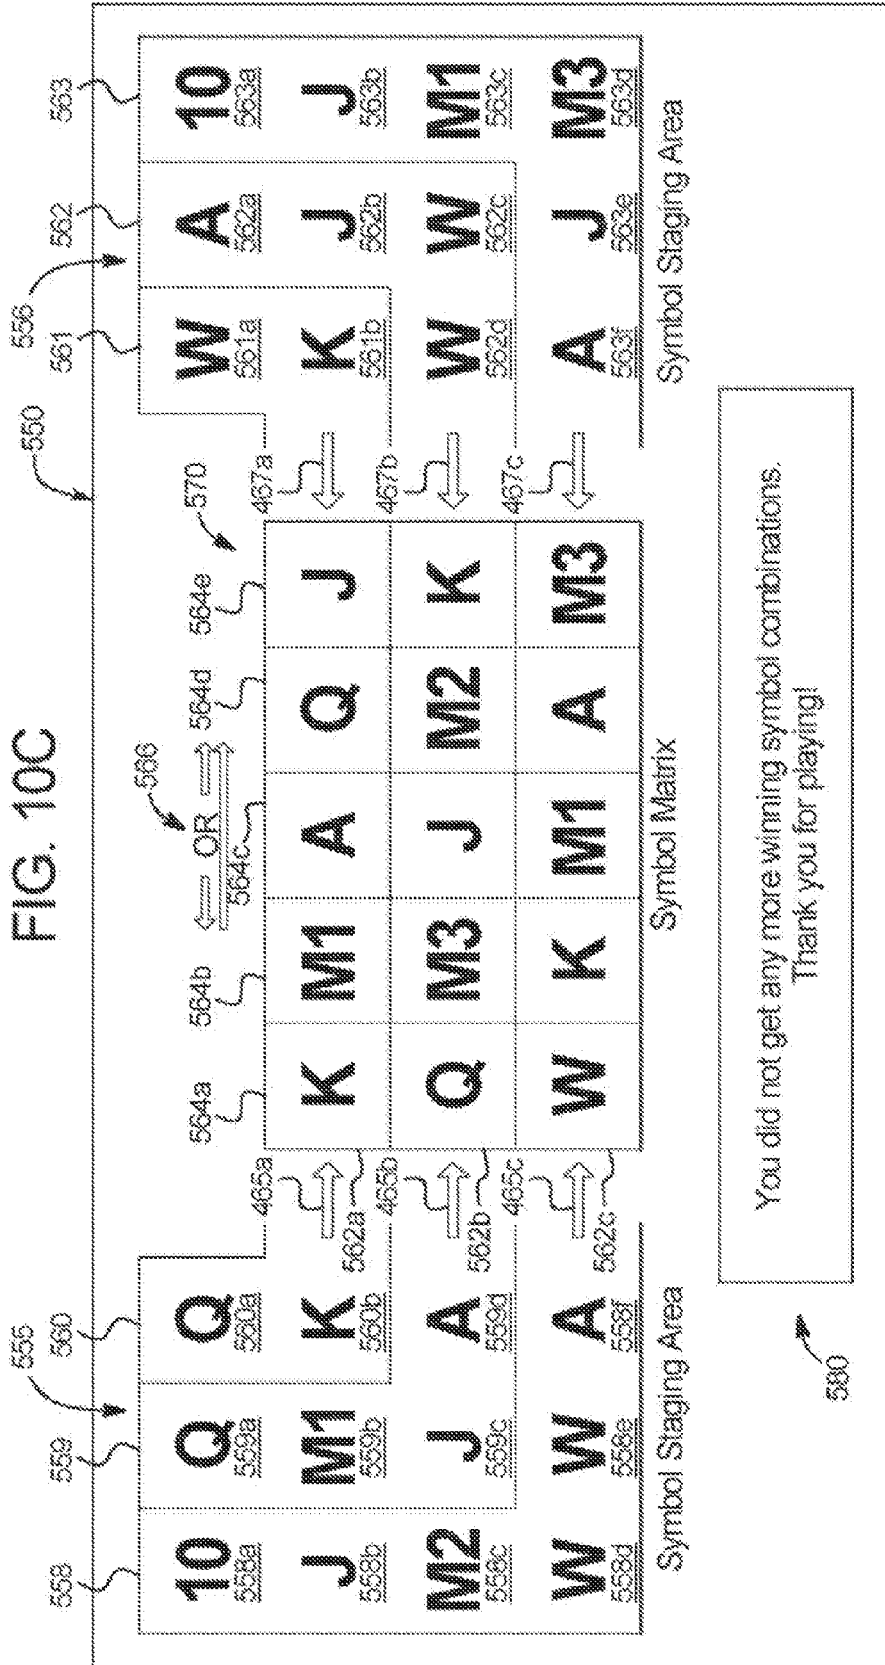 FIG. 10C
550
555
556
558
559
560
561
562
563
566
570
10 Q Q W A 10
558a 559a 560a 561a 562a 563a
564a 564b OR 564d 564e
564c
465a
467a
J M1 K K M1 A Q J K J J
558b 559b 560b 561b 562b 563b
562a
465b
467b
M2 J A Q M3 J M2 K W W M1
558c 559c 559d 562d 562c 563c
562b
465c
467c
W W A W K M1 A M3 A J M3
558d 558e 558f 563f 563e 563d
562c
Symbol Staging Area
Symbol Matrix
Symbol Staging Area
580
You did not get any more winning symbol combinations.
Thank you for playing!